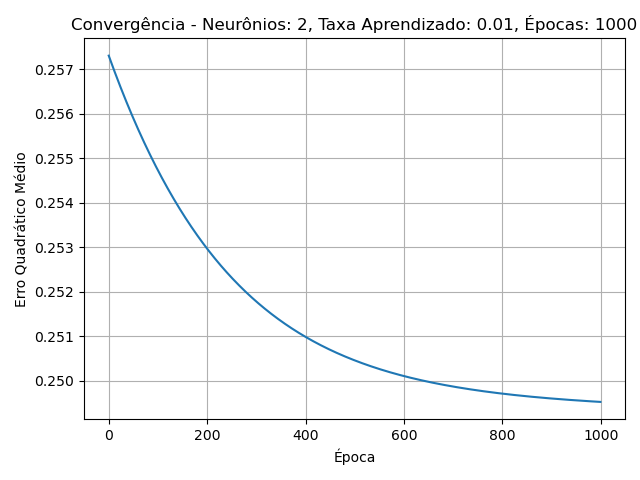 Convergência - Neurônios: 2, Taxa Aprendizado: 0.01, Épocas: 1000
0.257
0.256
0.255
0.254
0.253
0.252
0.251
0.250
Erro Quadrático Médio
0 200 400 600 800 1000
Época